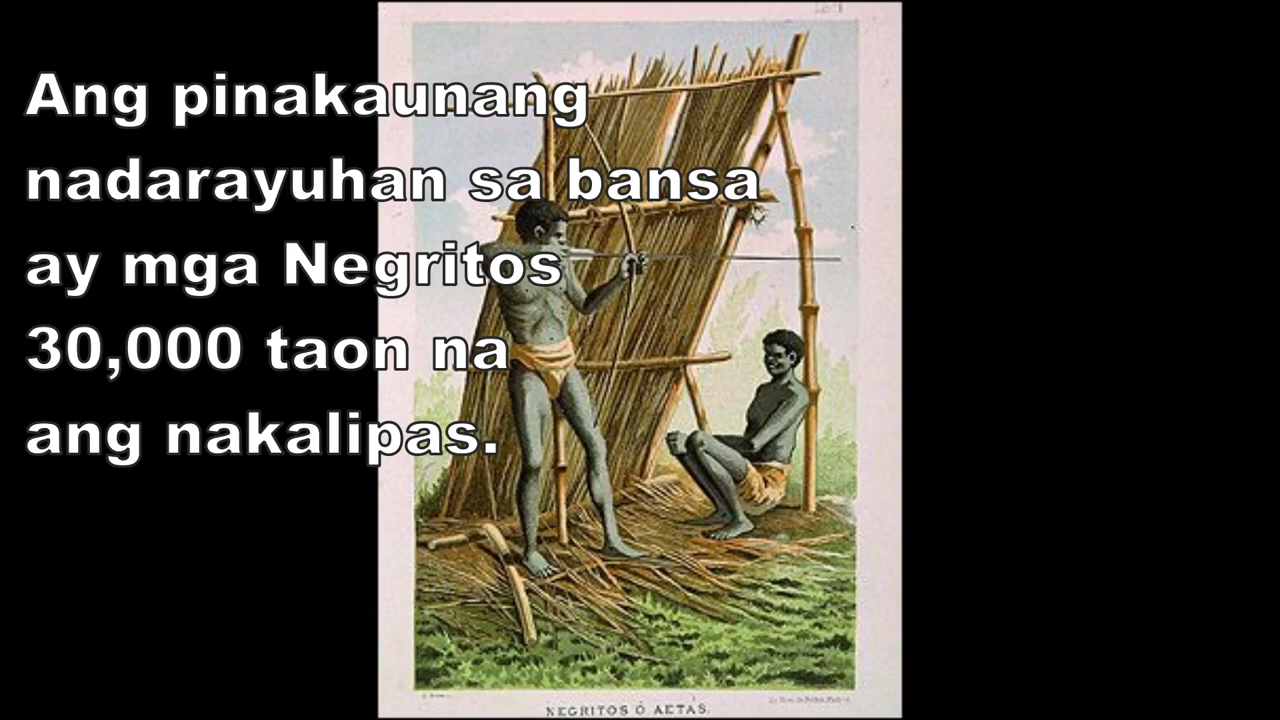 Ang pinakaunang
nadarayuhan sa bansa
ay mga Negritos
30,000 taon na
ang nakalipas.
NEGRITOS Ó AETAS.